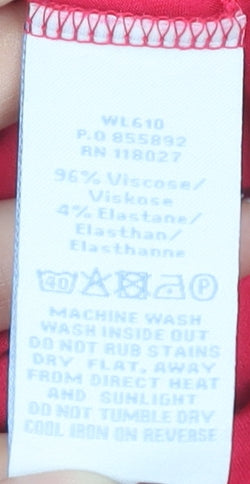 WL610
P.O 855892
RN 118027
96% Viscose/
Viskose
4% Elastane/
Elasthan/
Elasthanne
40 P
MACHINE WASH
WASH INSIDE OUT
DO NOT RUB STAINS
DRY FLAT, AWAY
FROM DIRECT HEAT
AND SUNLIGHT
DO NOT TUMBLE DRY
COOL IRON ON REVERSE